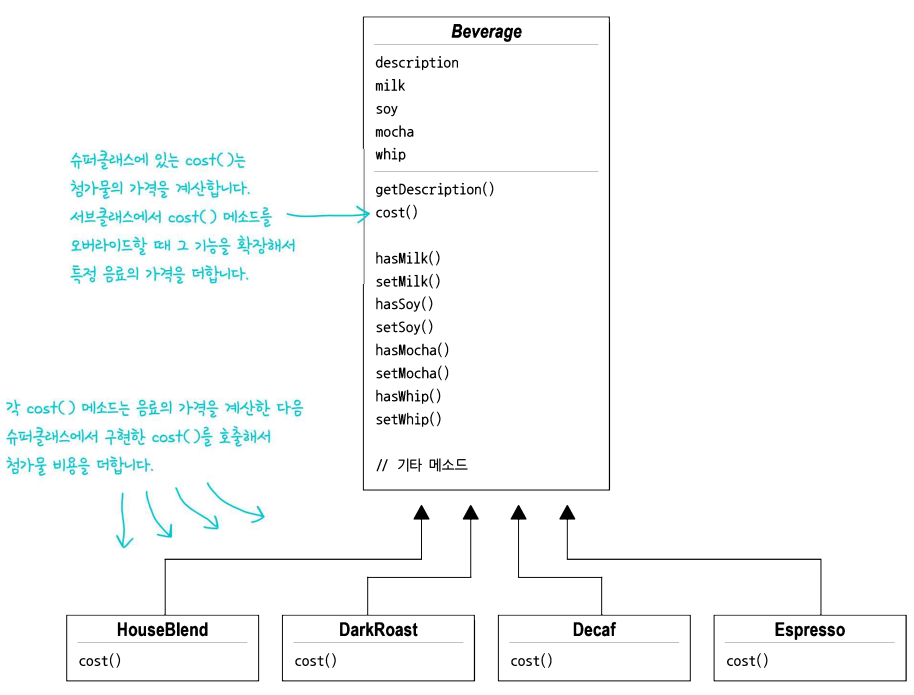 Beverage
description
milk
soy
mocha
whip
getDescription()
cost()
hasMilk()
setMilk()
hasSoy()
setSoy()
hasMocha()
setMocha()
hasWhip()
setWhip()
// 기타 메소드
슈퍼클래스에 있는 cost()는
첨가물의 가격을 계산합니다.
서브클래스에서 cost() 메소드를
오버라이드할 때 그 기능을 확장해서
특정 음료의 가격을 더합니다.
각 cost() 메소드는 음료의 가격을 계산한 다음
슈퍼클래스에서 구현한 cost()를 호출해서
첨가물 비용을 더합니다.
HouseBlend
cost()
DarkRoast
cost()
Decaf
cost()
Espresso
cost()